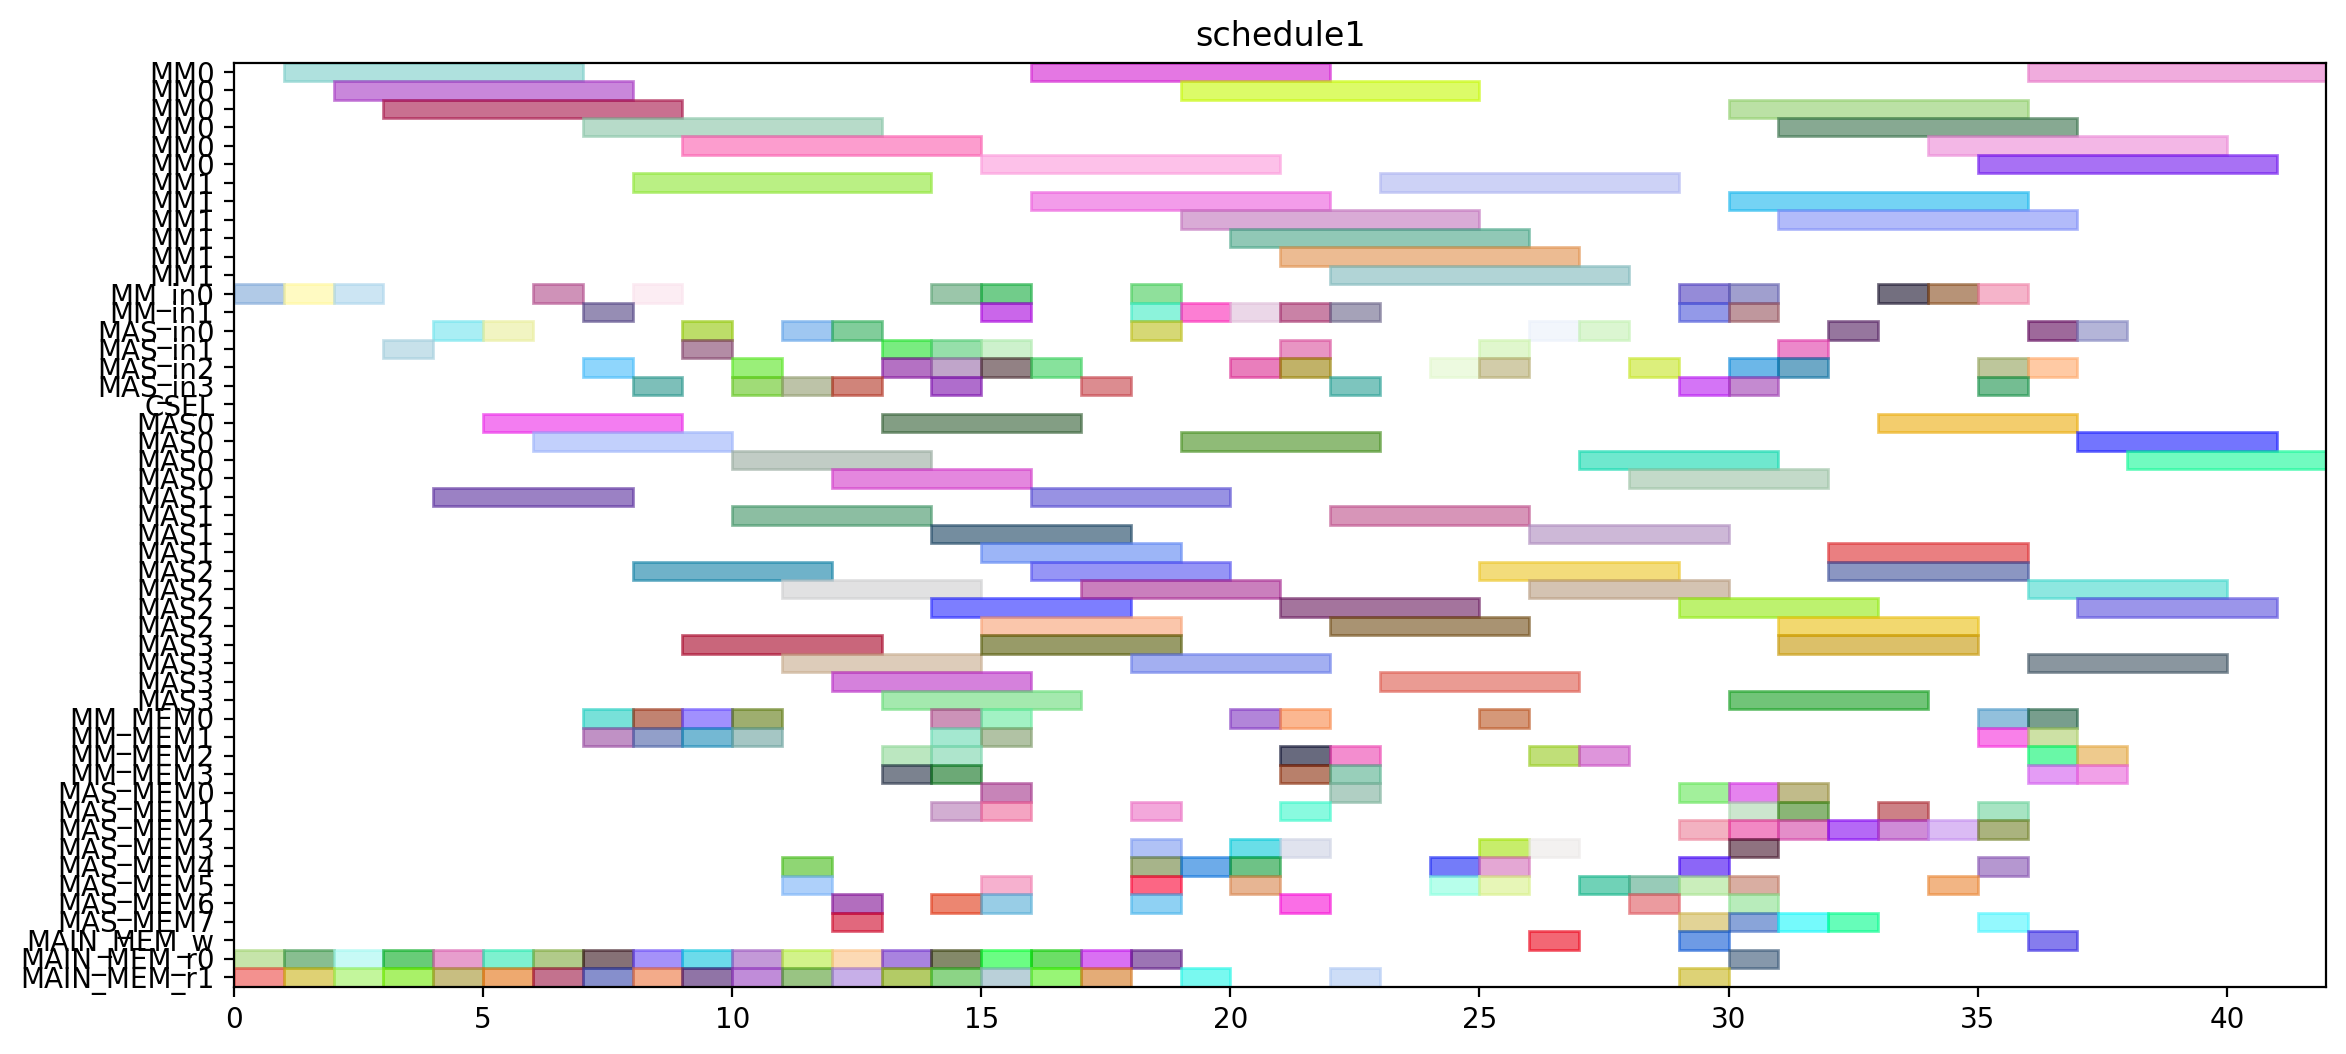 schedule1
MM0
MM0
MM0
MM0
MM0
MM0
MM1
MM1
MM1
MM1
MM1
MM1
MM_in0
MM_in1
MAS_in0
MAS_in1
MAS_in2
MAS_in3
CSEL
MAS0
MAS0
MAS0
MAS0
MAS1
MAS1
MAS1
MAS1
MAS2
MAS2
MAS2
MAS2
MAS3
MAS3
MAS3
MAS3
MM_MEM0
MM_MEM1
MM_MEM2
MM_MEM3
MAS_MEM0
MAS_MEM1
MAS_MEM2
MAS_MEM3
MAS_MEM4
MAS_MEM5
MAS_MEM6
MAS_MEM7
MAIN_MEM_w
MAIN_MEM_r0
MAIN_MEM_r1
0 5 10 15 20 25 30 35 40